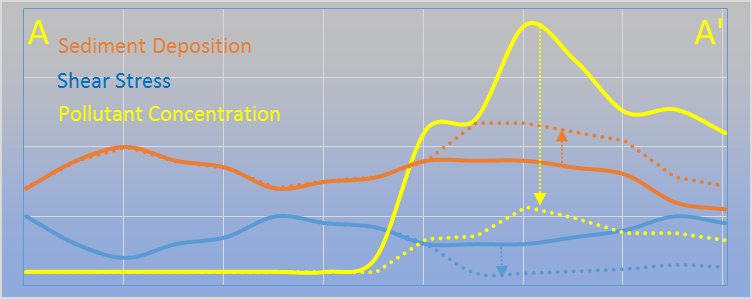 A A'
Sediment Deposition
Shear Stress
Pollutant Concentration